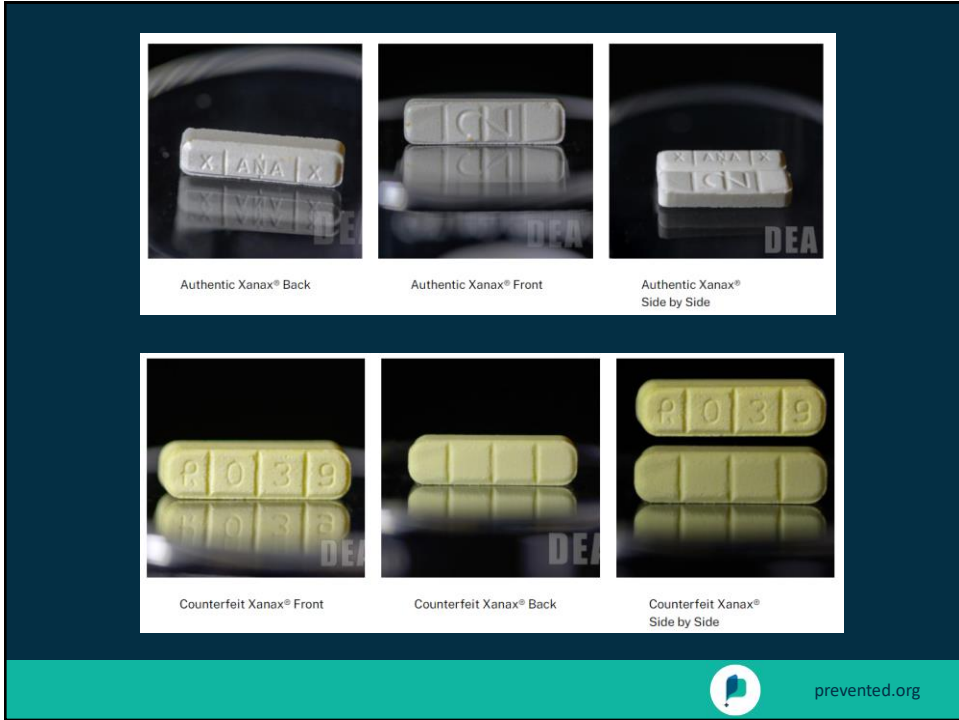 X ANA X
DEA
DEA
X ANA X
DEA
Authentic Xanax® Back
Authentic Xanax® Front
Authentic Xanax®
Side by Side
R 0 3 9
DEA
DEA
R 0 3 9
Counterfeit Xanax® Front
Counterfeit Xanax® Back
Counterfeit Xanax®
Side by Side
prevented.org